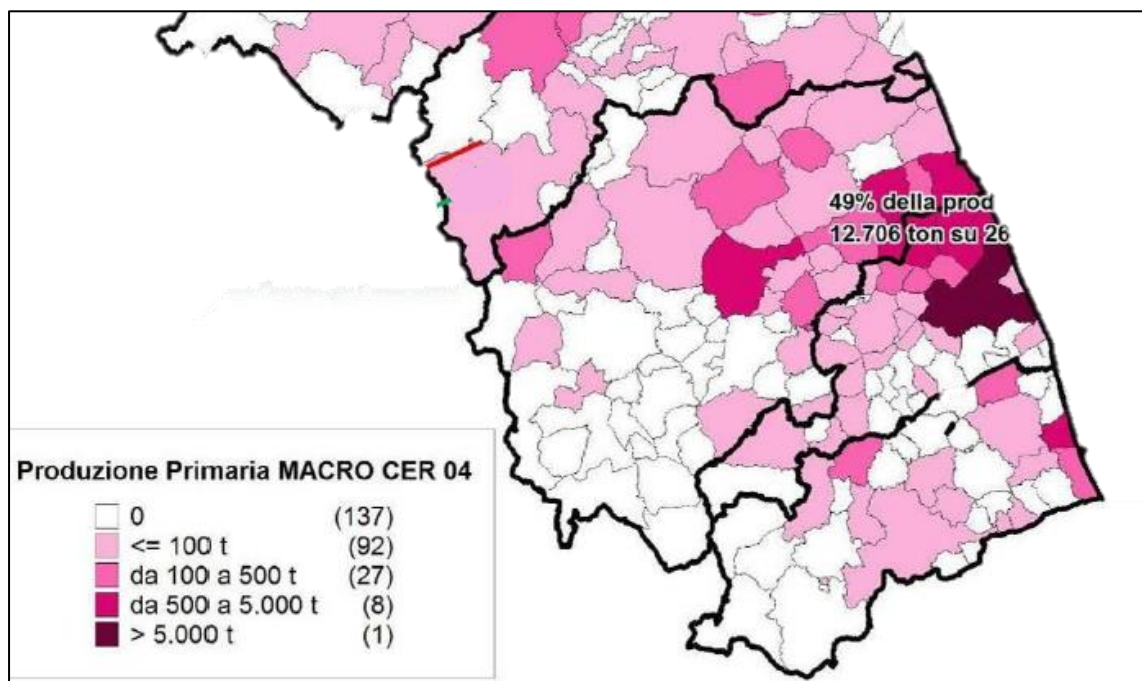 49% della prod
12.706 ton su 26
Produzione Primaria MACRO CER 04
0 (137)
<= 100 t (92)
da 100 a 500 t (27)
da 500 a 5.000 t (8)
> 5.000 t (1)